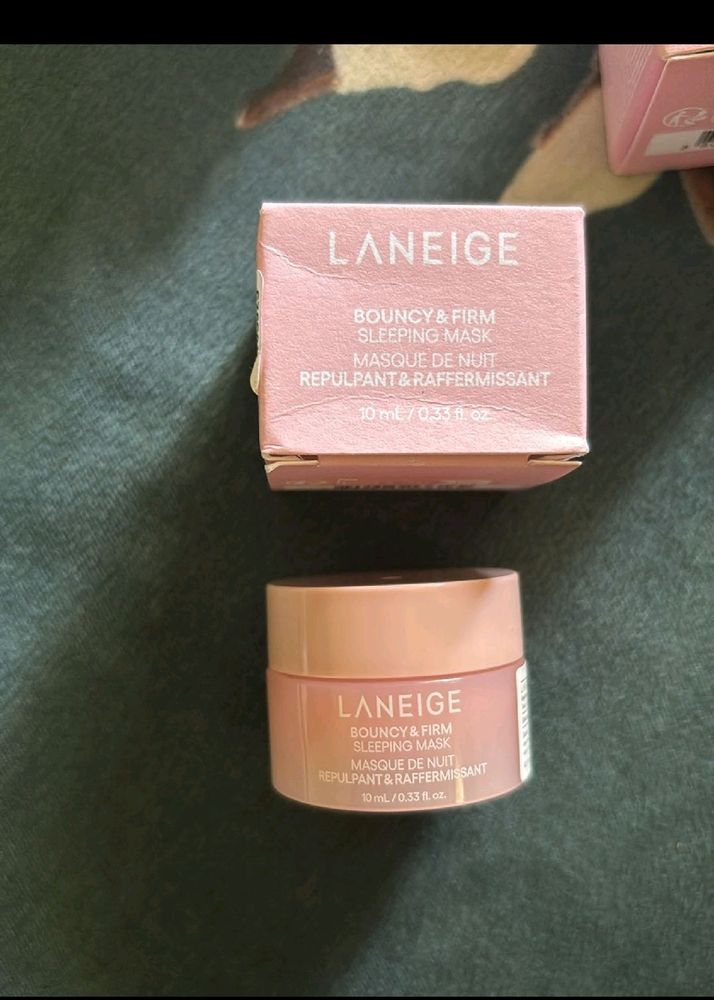 LANEIGE
BOUNCY & FIRM
SLEEPING MASK
MASQUE DE NUIT
REPULPANT & RAFFERMISSANT
10 mL / 0.33 fl. oz.
LANEIGE
BOUNCY & FIRM
SLEEPING MASK
MASQUE DE NUIT
REPULPANT & RAFFERMISSANT
10 mL / 0.33 fl. oz.